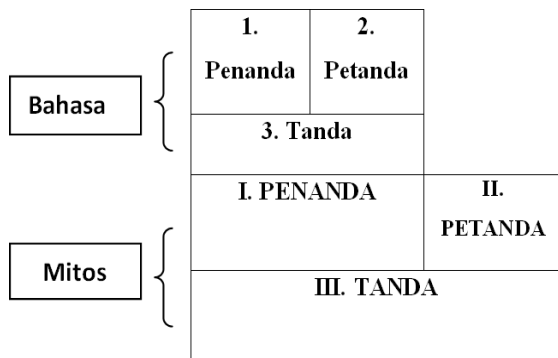 1.
Penanda
2.
Petanda
Bahasa
3. Tanda
I. PENANDA
II.
PETANDA
Mitos
III. TANDA